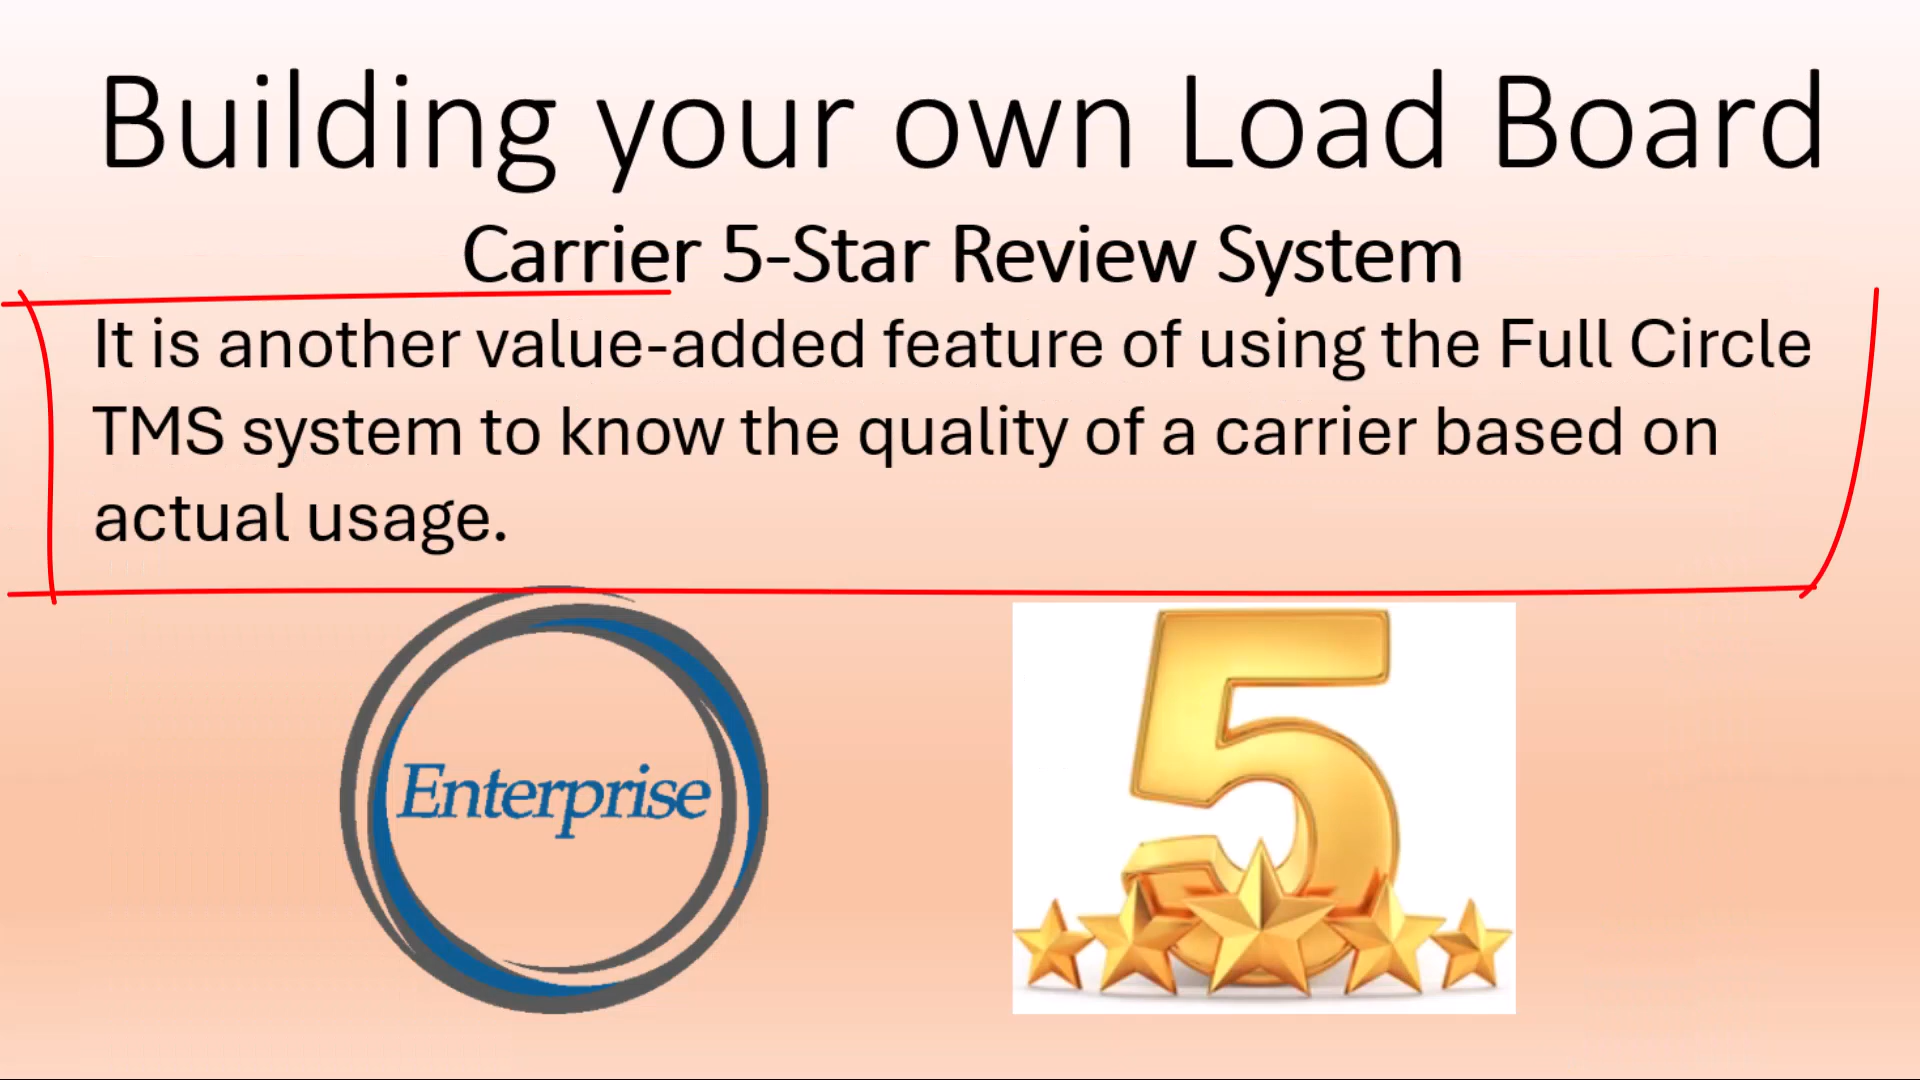 Building your own Load Board
Carrier 5-Star Review System
It is another value-added feature of using the Full Circle
TMS system to know the quality of a carrier based on
actual usage.
Enterprise
5